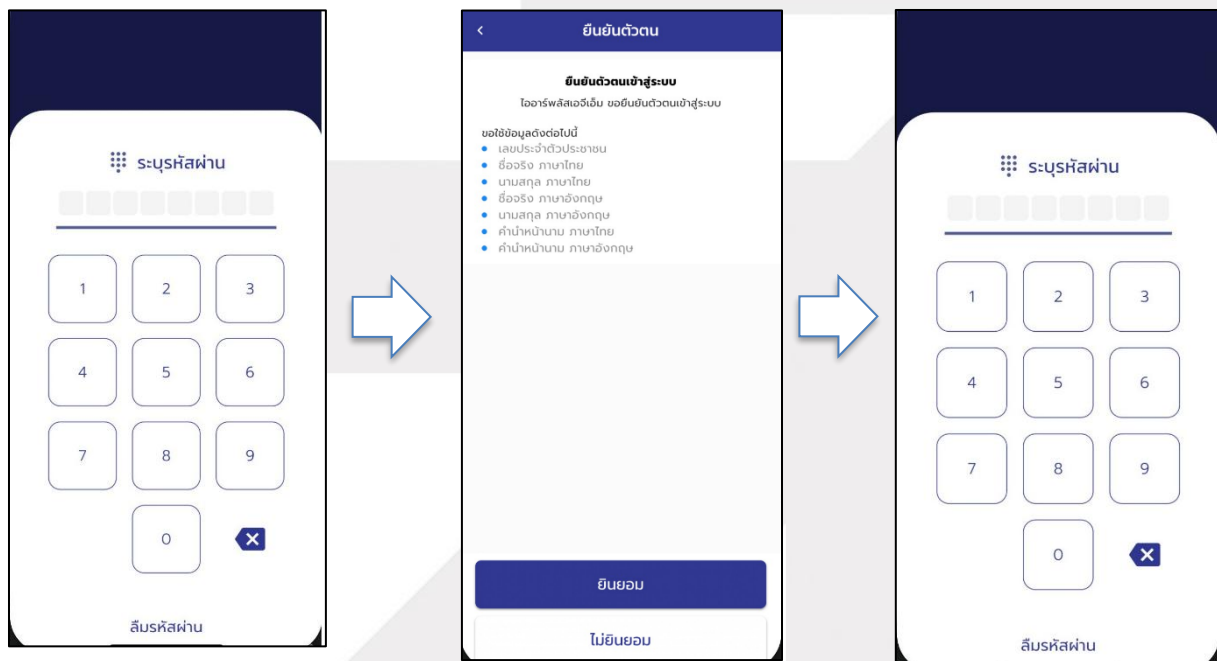 ระบุรหัสผ่าน
1 2 3
4 5 6
7 8 9
0
ลืมรหัสผ่าน
ยืนยันตัวตน
ยืนยันตัวตนเข้าสู่ระบบ
ไออาร์พลัสเอจีเอ็ม ขอยืนยันตัวตนเข้าสู่ระบบ
ขอใช้ข้อมูลดังต่อไปนี้
เลขประจำตัวประชาชน
ชื่อจริง ภาษาไทย
นามสกุล ภาษาไทย
ชื่อจริง ภาษาอังกฤษ
นามสกุล ภาษาอังกฤษ
คำนำหน้านาม ภาษาไทย
คำนำหน้านาม ภาษาอังกฤษ
ยินยอม
ไม่ยินยอม
ระบุรหัสผ่าน
1 2 3
4 5 6
7 8 9
0
ลืมรหัสผ่าน